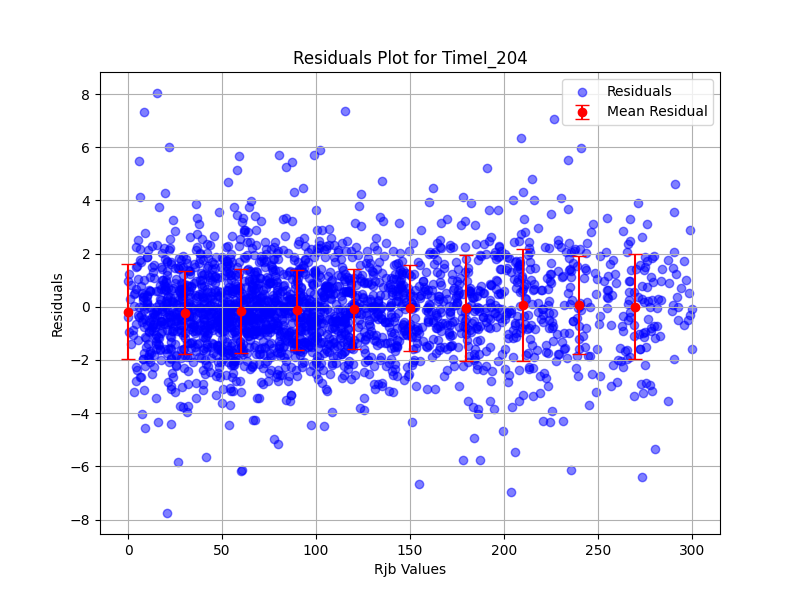 Residuals Plot for TimeI_204
Residuals
Mean Residual
8
6
4
2
0
−2
−4
−6
−8
Residuals
0 50 100 150 200 250 300
Rjb Values